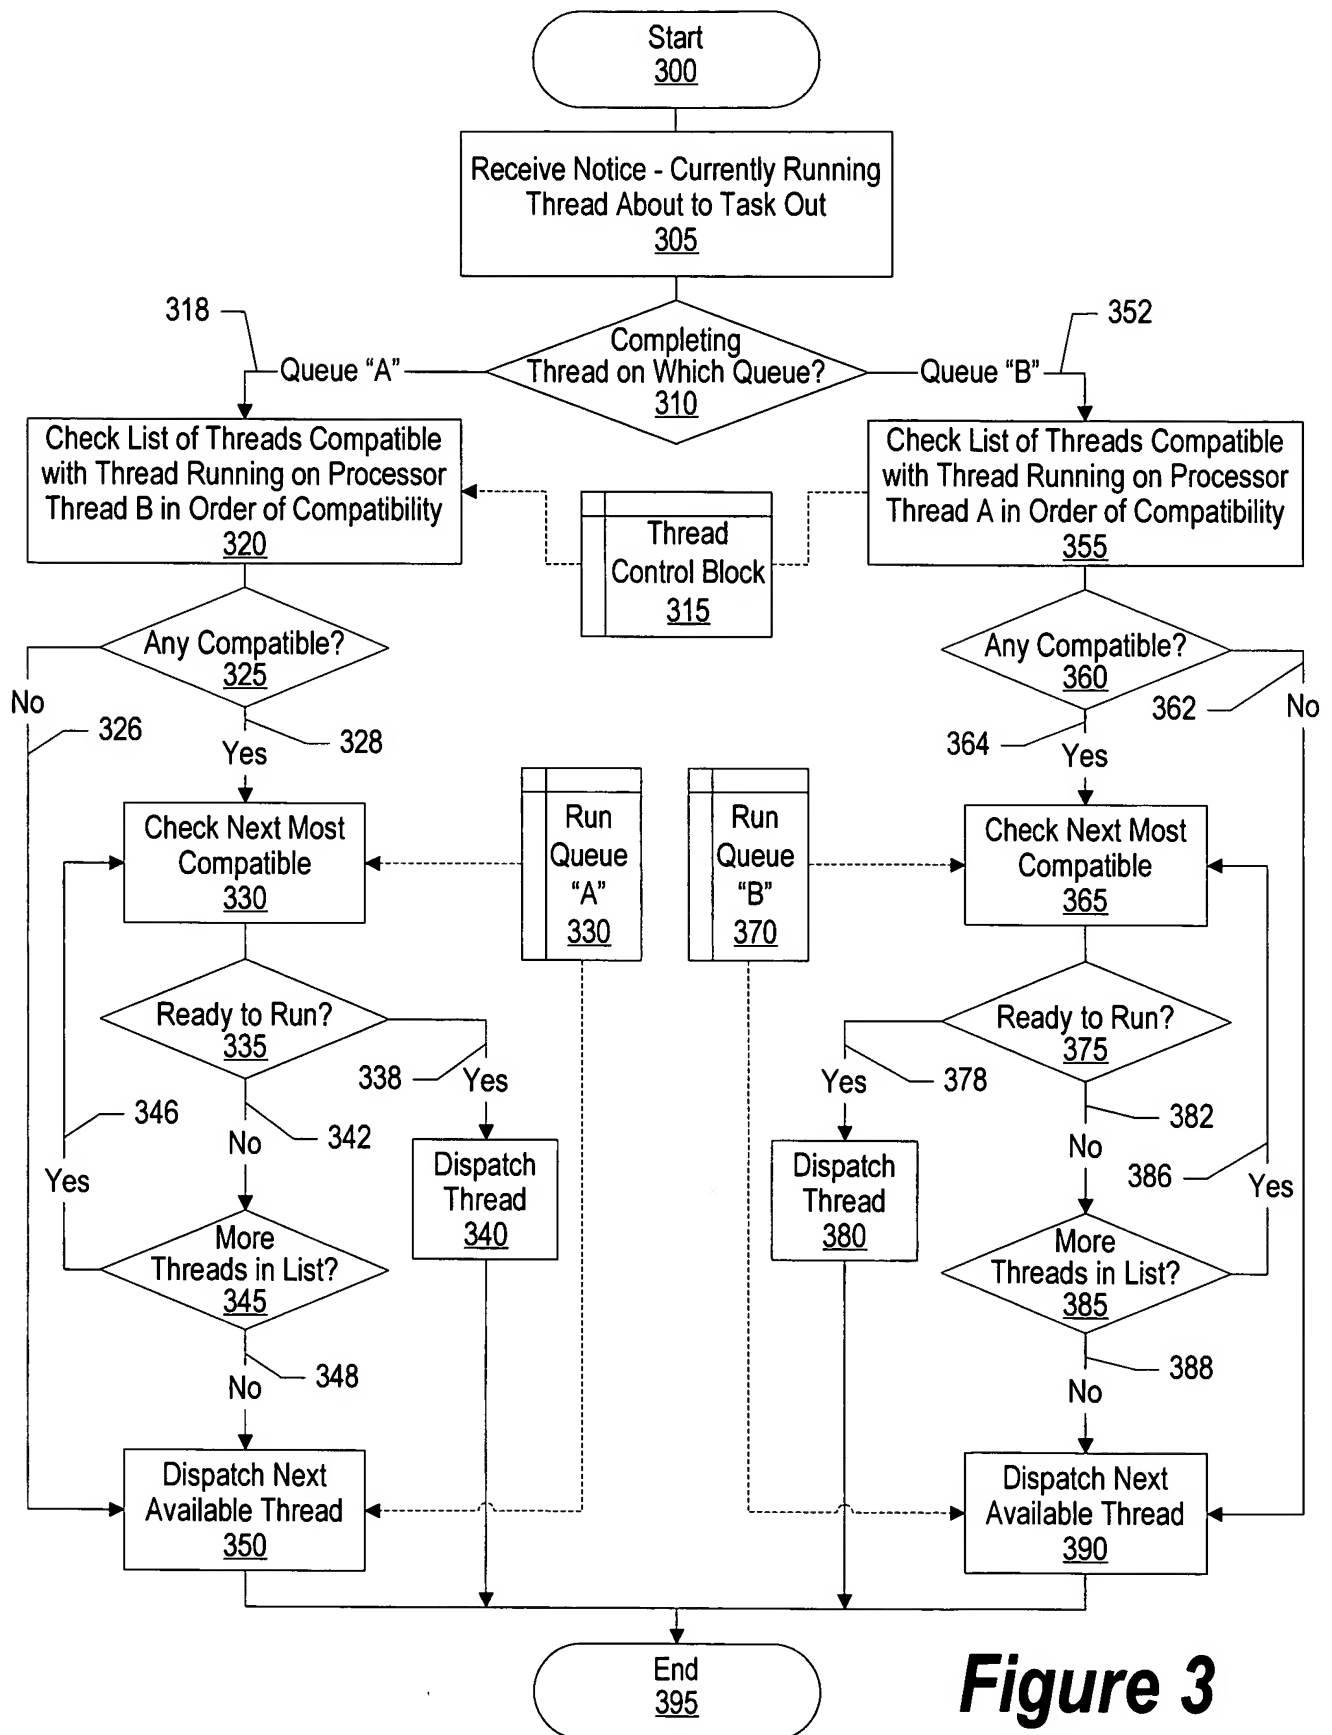 Start
300
Receive Notice - Currently Running
Thread About to Task Out
305
318
352
Completing
Thread on Which Queue?
310
Queue “A”
Queue “B”
Check List of Threads Compatible
with Thread Running on Processor
Thread B in Order of Compatibility
320
Check List of Threads Compatible
with Thread Running on Processor
Thread A in Order of Compatibility
355
Thread
Control Block
315
Any Compatible?
325
Any Compatible?
360
No
326
328
Yes
362
No
364
Yes
Check Next Most
Compatible
330
Run
Queue
“A”
330
Run
Queue
“B”
370
Check Next Most
Compatible
365
Ready to Run?
335
Ready to Run?
375
338
Yes
Yes
378
346
342
No
382
No
Yes
386
Yes
Dispatch
Thread
340
Dispatch
Thread
380
More
Threads in List?
345
More
Threads in List?
385
348
No
388
No
Dispatch Next
Available Thread
350
Dispatch Next
Available Thread
390
End
395
Figure 3